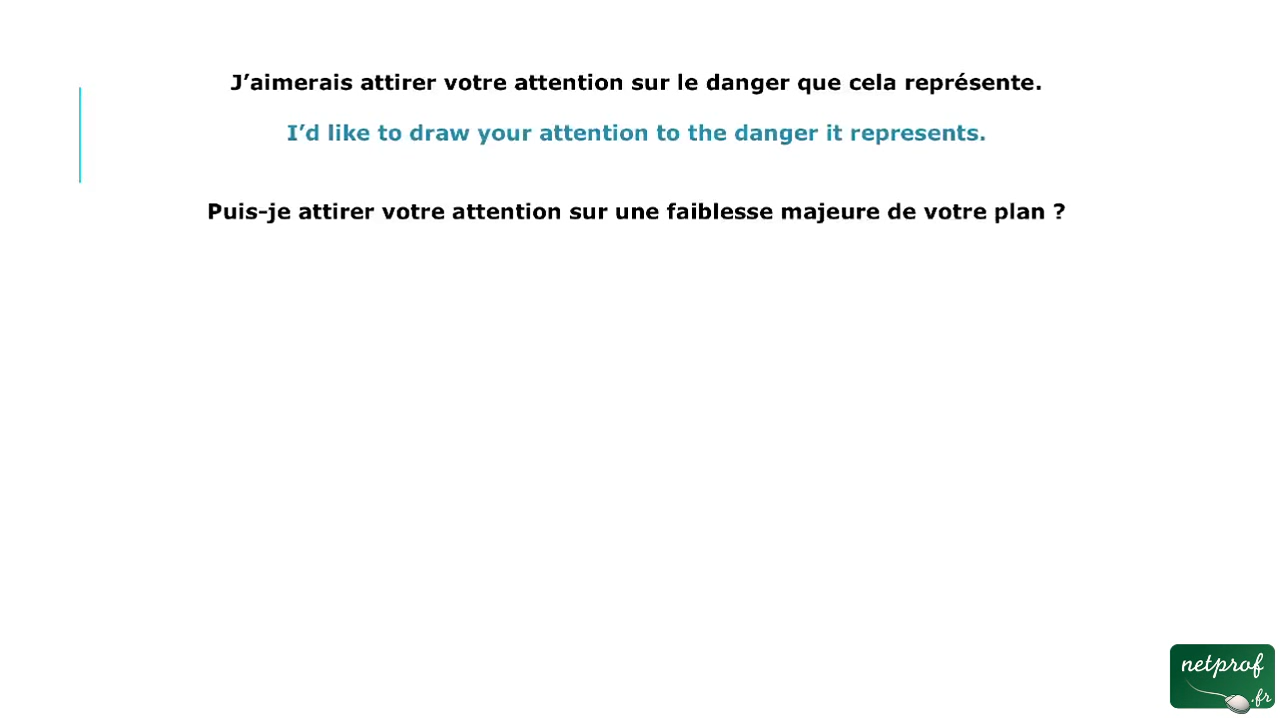 J’aimerais attirer votre attention sur le danger que cela représente.
I’d like to draw your attention to the danger it represents.
Puis-je attirer votre attention sur une faiblesse majeure de votre plan ?
netprof
.fr